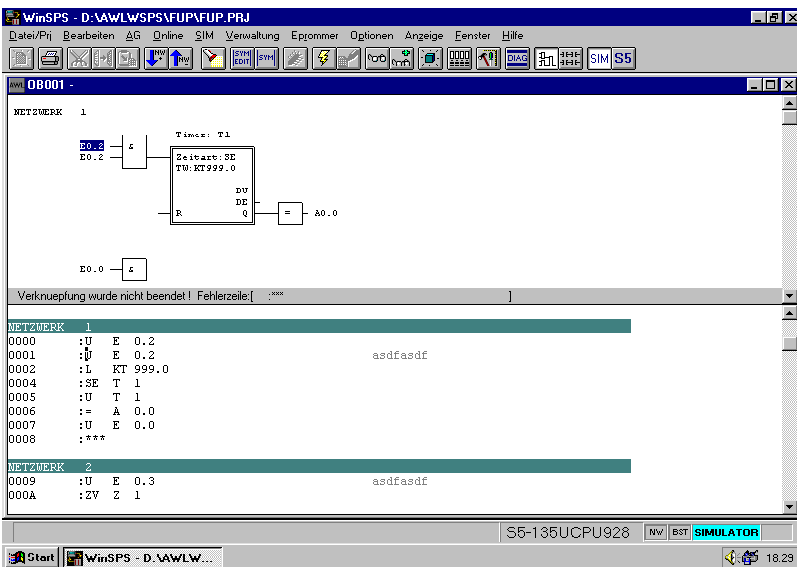 WinSPS - D:\AWLWSPS\FUP\FUP.PRJ
Datei/Prj Bearbeiten AG Online SIM Verwaltung Eprommer Optionen Anzeige Fenster Hilfe
NW NW SYM EDIT SYM DIAG SIM S5
AWL OB001 -
NETZWERK 1
Timer: T1
E0.2 &
E0.2 Zeitart:SE
TW:KT999.0
DU
DE
R Q = A0.0
E0.0 &
Verknuepfung wurde nicht beendet ! Fehlerzeile:[ :*** ]
NETZWERK 1
0000 :U E 0.2
0001 :U E 0.2 asdfasdf
0002 :L KT 999.0
0004 :SE T 1
0005 :U T 1
0006 := A 0.0
0007 :U E 0.0
0008 :***
NETZWERK 2
0009 :U E 0.3 asdfasdf
000A :ZV Z 1
S5-135UCPU928 NW BST SIMULATOR
Start WinSPS - D.\AWLW... 18.29